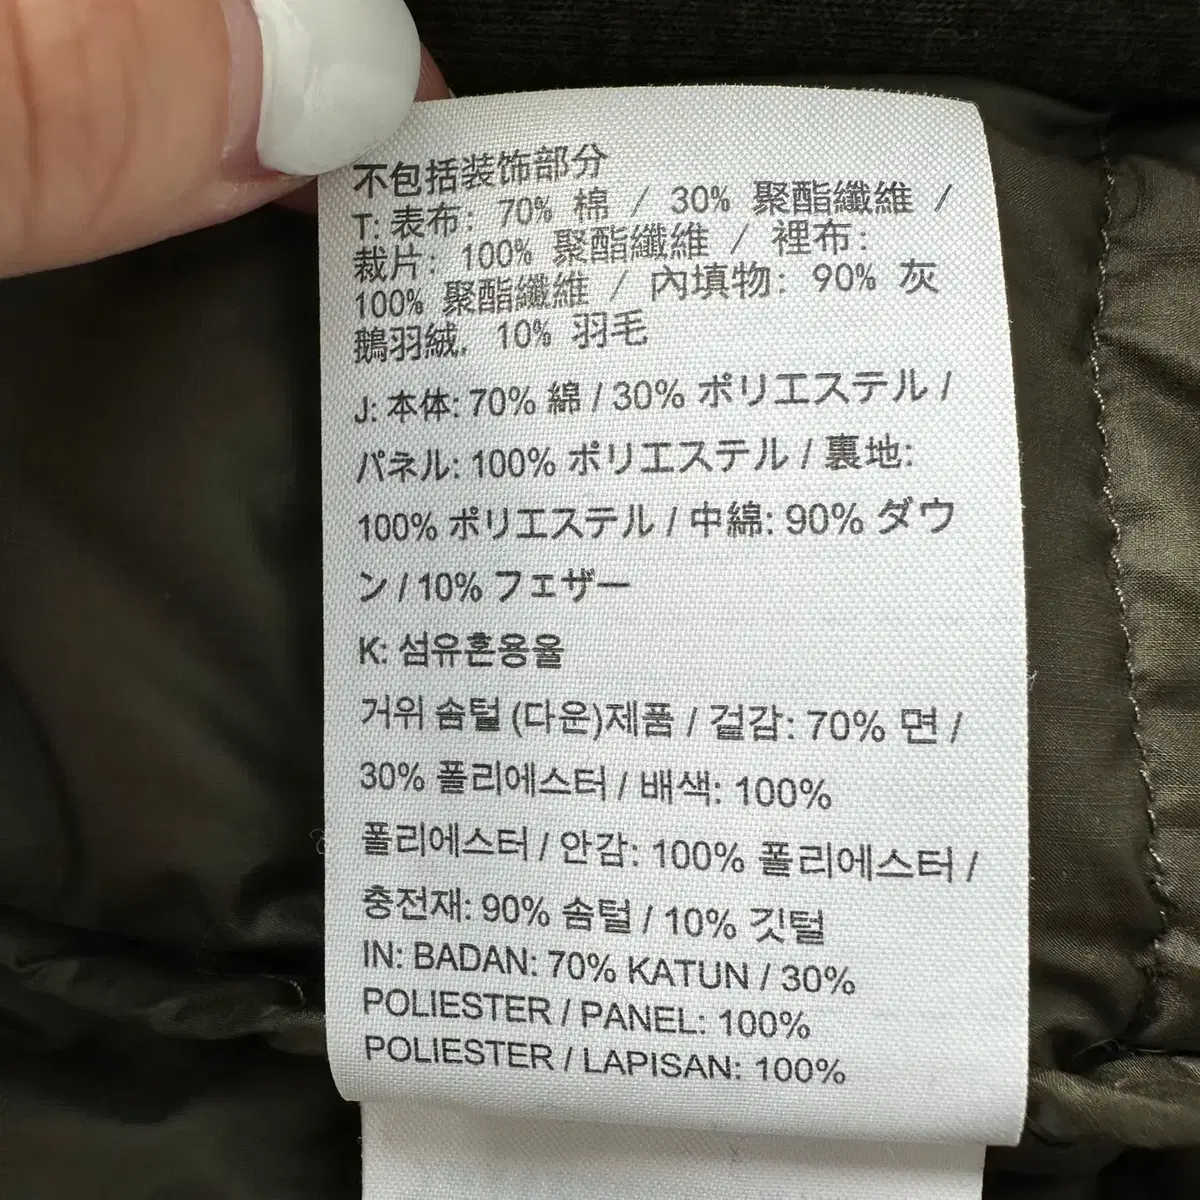 不包括装饰部分
T: 表布: 70% 棉 / 30% 聚酯纖維 /
裁片: 100% 聚酯纖維 / 裡布:
100% 聚酯纖維 / 內填物: 90% 灰
鵝羽絨, 10% 羽毛
J: 本体: 70% 綿 / 30% ポリエステル /
パネル: 100% ポリエステル / 裏地:
100% ポリエステル / 中綿: 90% ダウ
ン / 10% フェザー
K: 섬유혼용율
거위 솜털 (다운)제품 / 겉감: 70% 면 /
30% 폴리에스터 / 배색: 100%
폴리에스터 / 안감: 100% 폴리에스터 /
충전재: 90% 솜털 / 10% 깃털
IN: BADAN: 70% KATUN / 30%
POLIESTER / PANEL: 100%
POLIESTER / LAPISAN: 100%